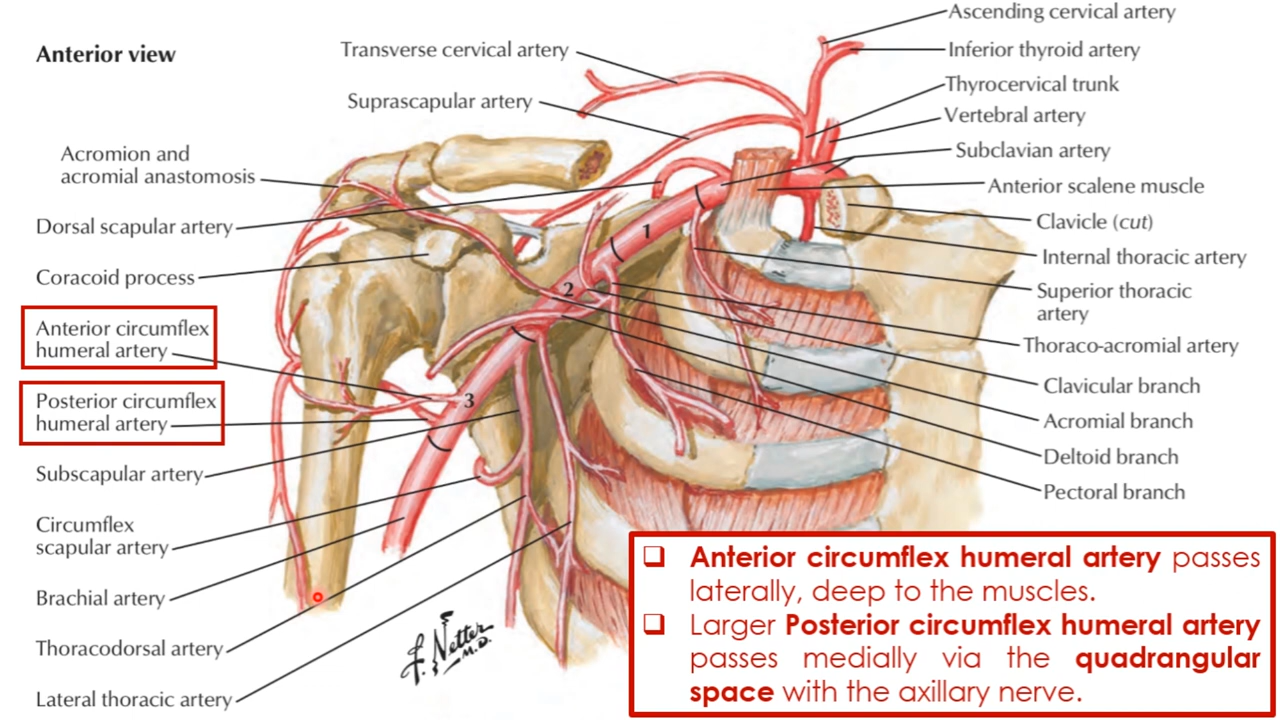 Anterior view
Transverse cervical artery
Suprascapular artery
Acromion and
acromial anastomosis
Dorsal scapular artery
Coracoid process
Anterior circumflex
humeral artery
Posterior circumflex
humeral artery
Subscapular artery
Circumflex
scapular artery
Brachial artery
Thoracodorsal artery
Lateral thoracic artery
Ascending cervical artery
Inferior thyroid artery
Thyrocervical trunk
Vertebral artery
Subclavian artery
Anterior scalene muscle
Clavicle (cut)
Internal thoracic artery
Superior thoracic
artery
Thoraco-acromial artery
Clavicular branch
Acromial branch
Deltoid branch
Pectoral branch
1
2
3
F. Netter
M.D.
Anterior circumflex humeral artery passes
laterally, deep to the muscles.
Larger Posterior circumflex humeral artery
passes medially via the quadrangular
space with the axillary nerve.